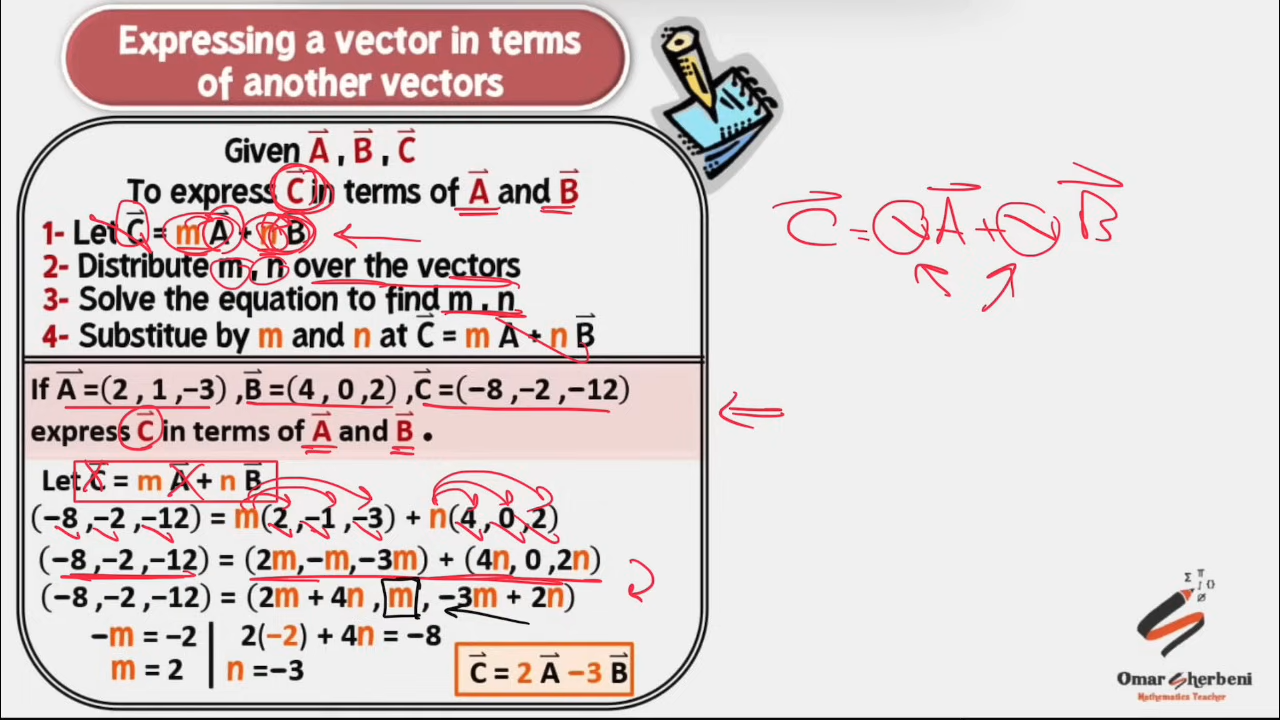 Expressing a vector in terms
of another vectors
Given A⃗ , B⃗ , C⃗
To express C⃗ in terms of A⃗ and B⃗
1- Let C⃗ = m A⃗ + n B⃗
2- Distribute m , n over the vectors
3- Solve the equation to find m , n
4- Substitue by m and n at C⃗ = m A⃗ + n B⃗
If A⃗ =(2 , 1 ,−3) ,B⃗ =(4 , 0 ,2) ,C⃗ =(−8 ,−2 ,−12)
express C⃗ in terms of A⃗ and B⃗ .
Let C⃗ = m A⃗ + n B⃗
(−8 ,−2 ,−12) = m(2 ,−1 ,−3) + n(4 , 0 ,2)
(−8 ,−2 ,−12) = (2m,−m,−3m) + (4n, 0 ,2n)
(−8 ,−2 ,−12) = (2m + 4n , m , −3m + 2n)
−m = −2 | 2(−2) + 4n = −8
m = 2 | n =−3
C⃗ = 2 A⃗ −3 B⃗
C⃗ = A⃗ + B⃗
Omar Sherbeni
Mathematics Teacher